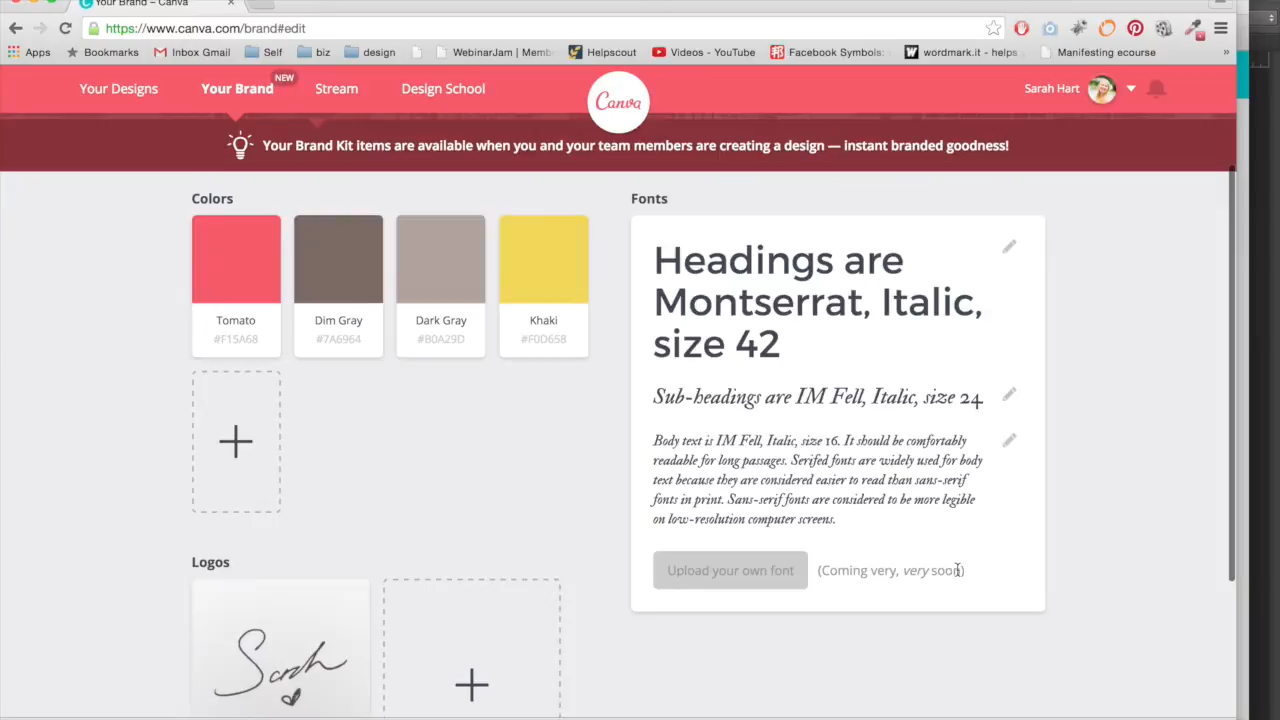 Your Brand – Canva
https://www.canva.com/brand#edit
Apps Bookmarks Inbox Gmail Self biz design WebinarJam | Memb Helpscout Videos - YouTube Facebook Symbols: wordmark.it - helps Manifesting ecourse »
Your Designs Your Brand NEW Stream Design School Canva Sarah Hart
Your Brand Kit items are available when you and your team members are creating a design — instant branded goodness!
Colors
Tomato Dim Gray Dark Gray Khaki
#F15A68 #7A6964 #B0A29D #F0D658
Logos
Sarah
Fonts
Headings are
Montserrat, Italic,
size 42
Sub-headings are IM Fell, Italic, size 24
Body text is IM Fell, Italic, size 16. It should be comfortably
readable for long passages. Serifed fonts are widely used for body
text because they are considered easier to read than sans-serif
fonts in print. Sans-serif fonts are considered to be more legible
on low-resolution computer screens.
Upload your own font (Coming very, very soon)